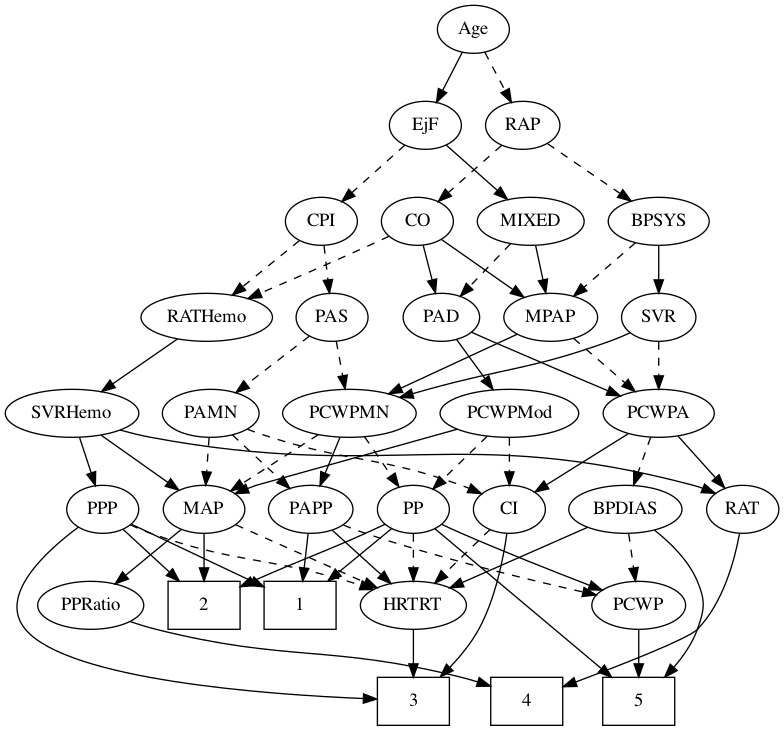 Age
EjF RAP
CPI CO MIXED BPSYS
RATHemo PAS PAD MPAP SVR
SVRHemo PAMN PCWPMN PCWPMod PCWPA
PPP MAP PAPP PP CI BPDIAS RAT
PPRatio 2 1 HRTRT PCWP
3 4 5